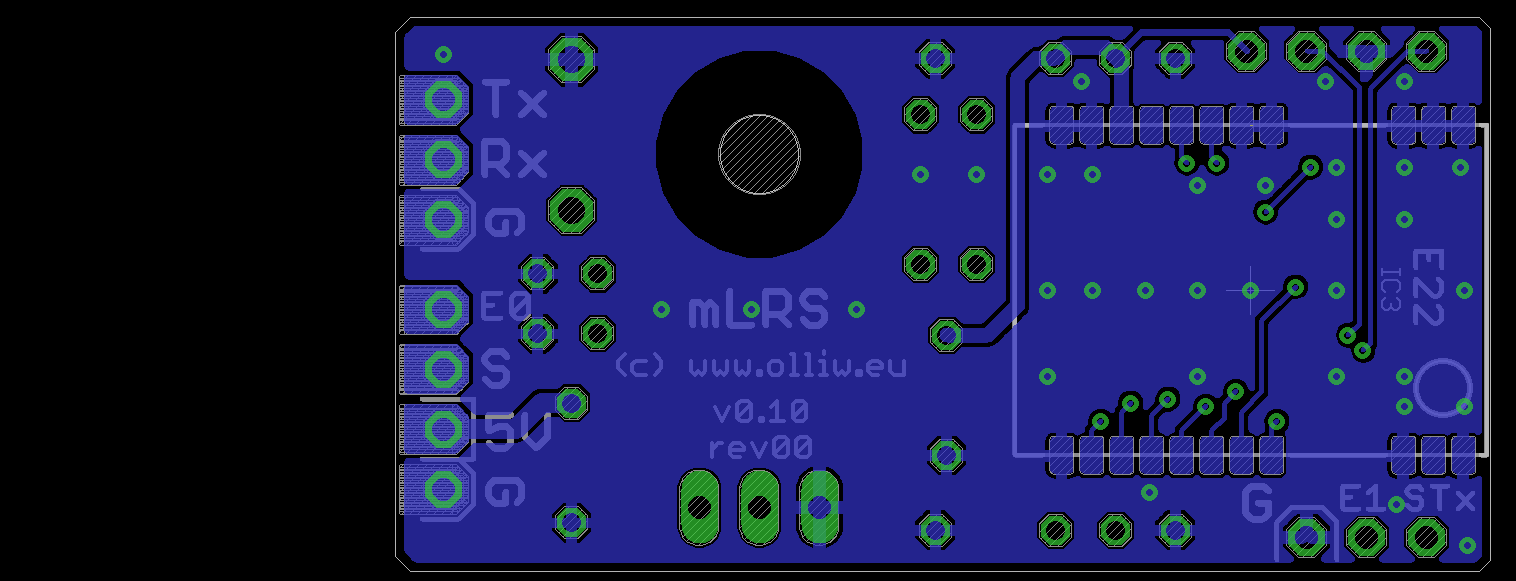 Tx
Rx
G
E0
S
5V
G
mLRS
(c) www.olliw.eu
v0.10
rev00
E22
IC3
G
E1 STx